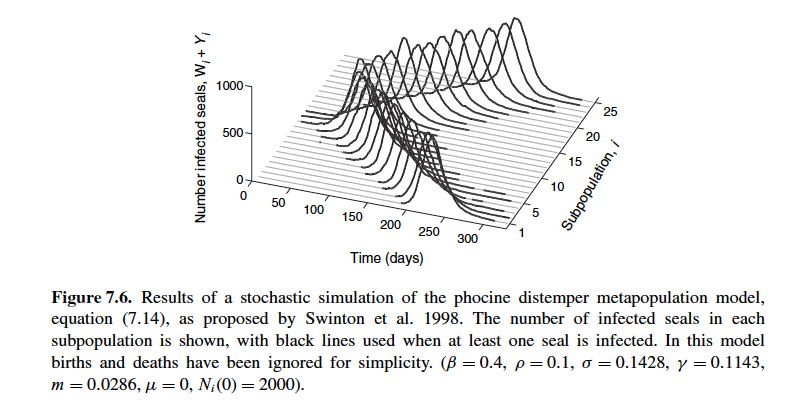 Number infected seals, Wi + Yi
1000
500
0
0
50
100
150
200
250
300
Time (days)
1
5
10
15
20
25
Subpopulation, i
Figure 7.6. Results of a stochastic simulation of the phocine distemper metapopulation model,
equation (7.14), as proposed by Swinton et al. 1998. The number of infected seals in each
subpopulation is shown, with black lines used when at least one seal is infected. In this model
births and deaths have been ignored for simplicity. (β = 0.4, ρ = 0.1, σ = 0.1428, γ = 0.1143,
m = 0.0286, μ = 0, Ni(0) = 2000).